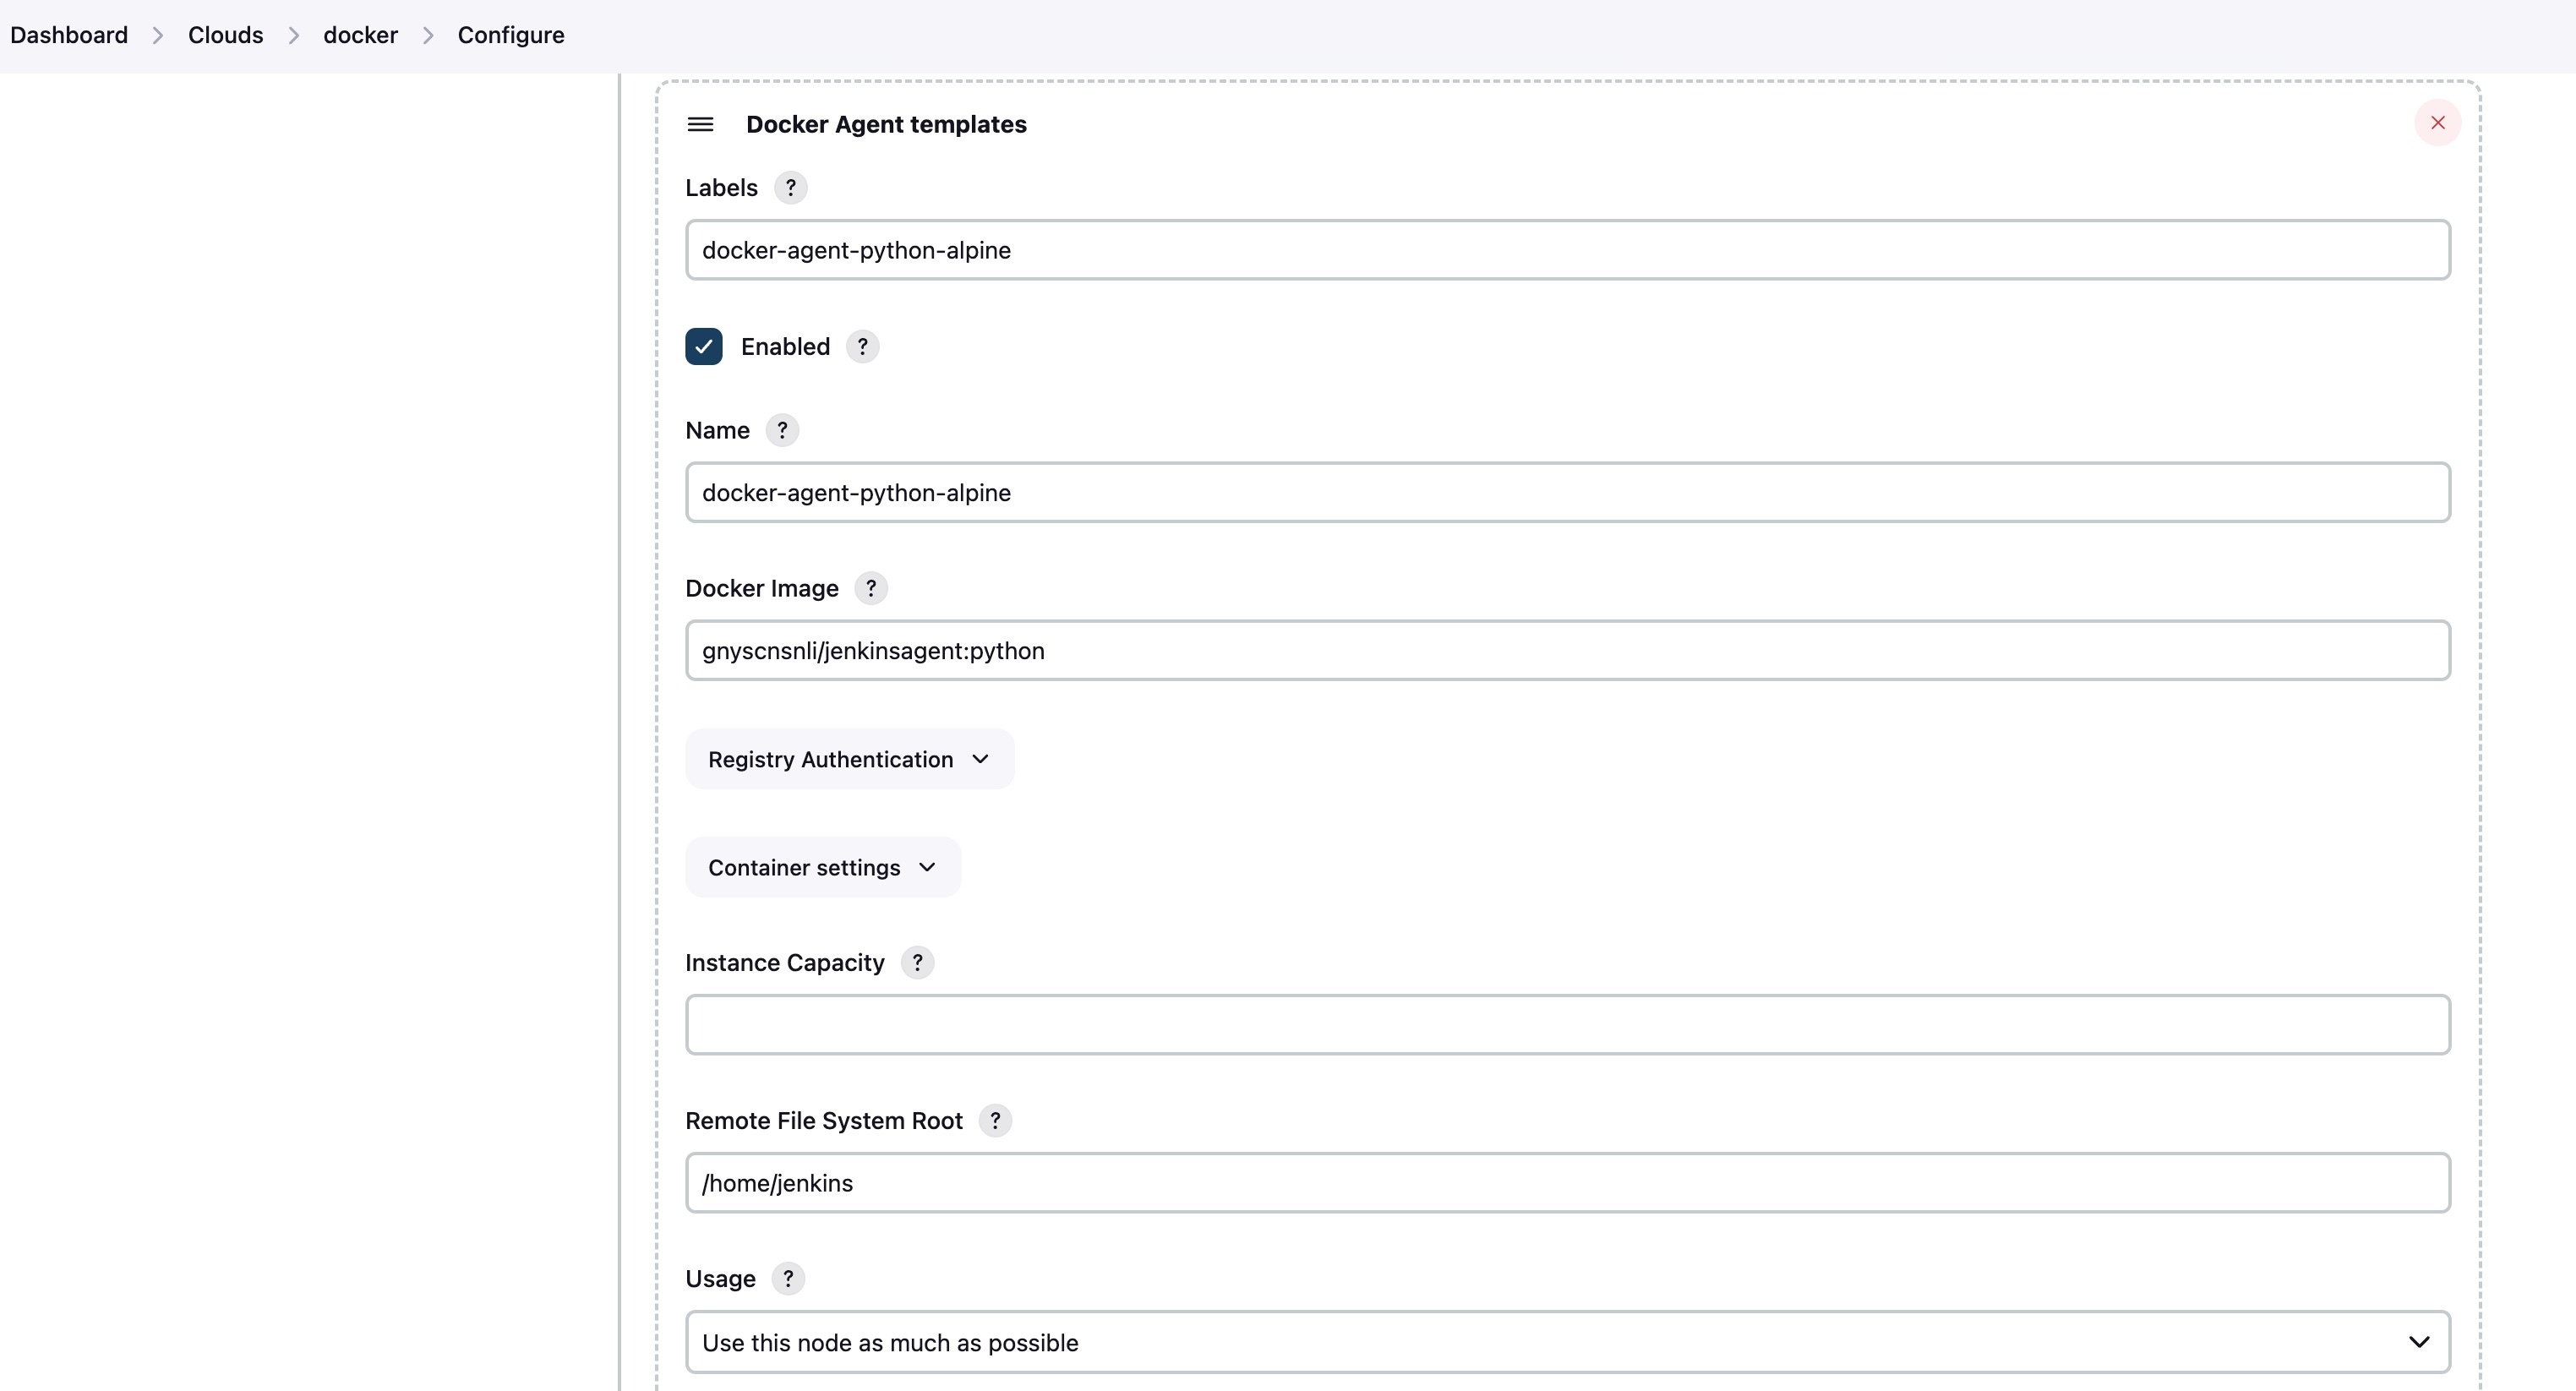 Dashboard > Clouds > docker > Configure
Docker Agent templates
Labels ?
docker-agent-python-alpine
Enabled ?
Name ?
docker-agent-python-alpine
Docker Image ?
gnyscnsnli/jenkinsagent:python
Registry Authentication
Container settings
Instance Capacity ?
Remote File System Root ?
/home/jenkins
Usage ?
Use this node as much as possible